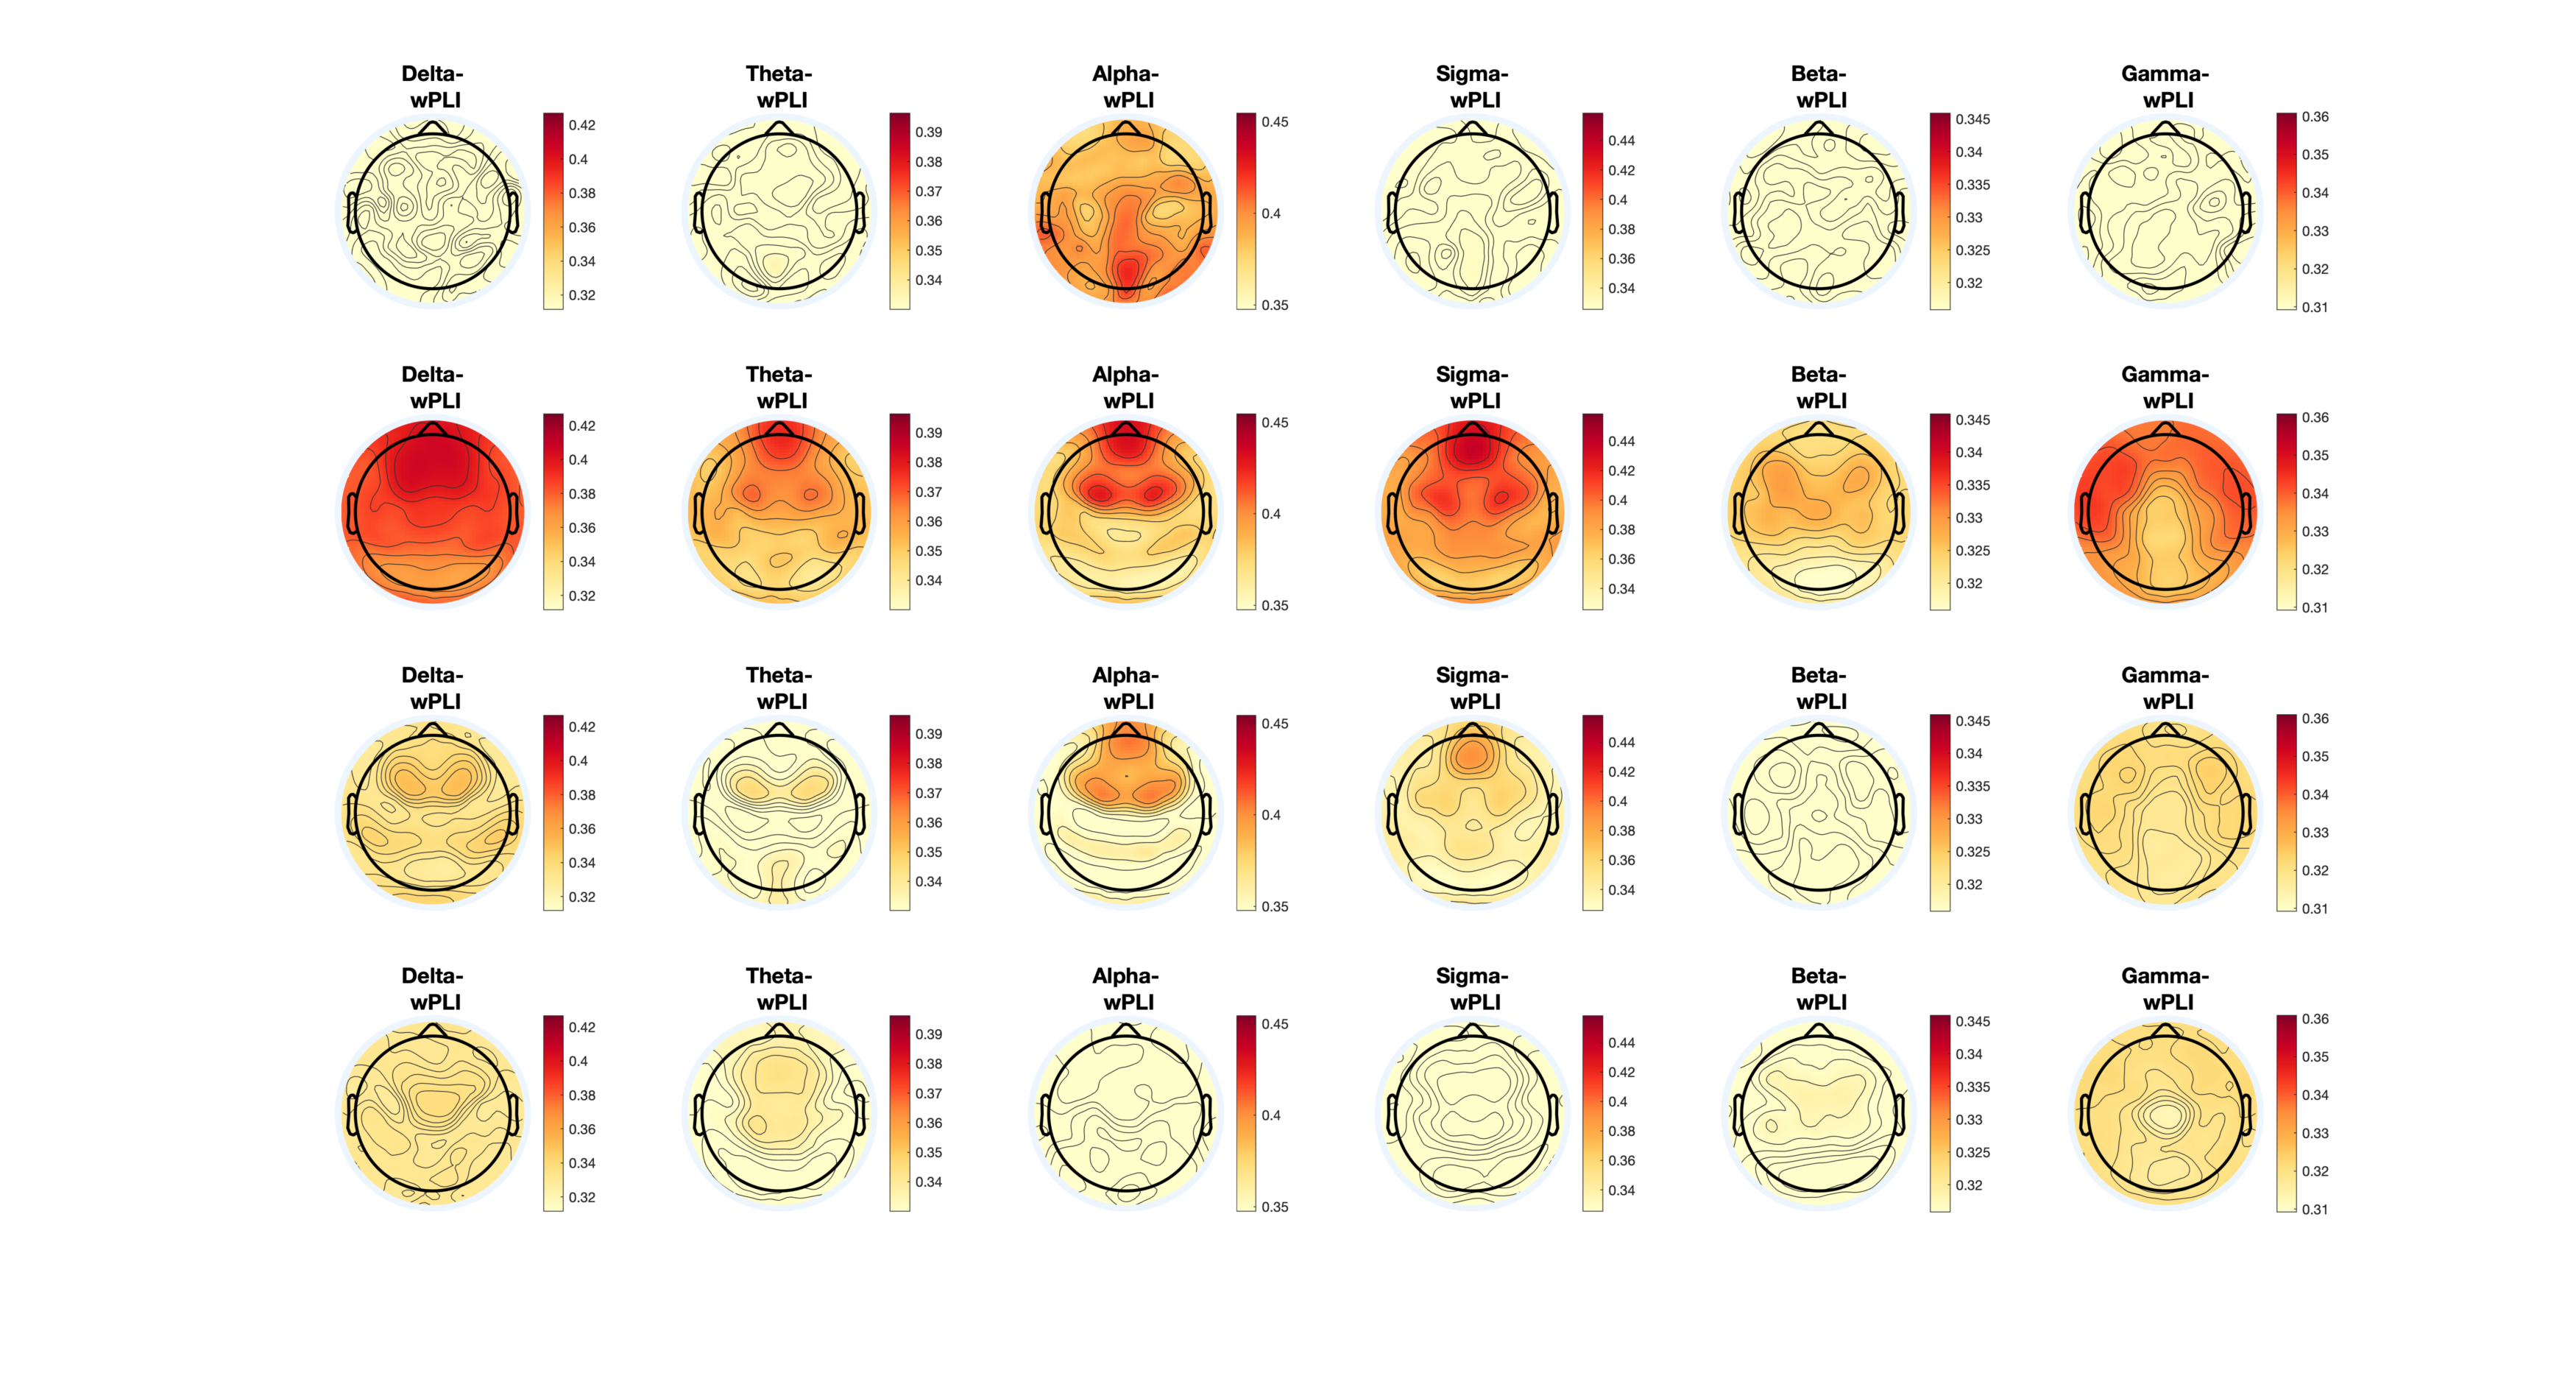 Delta- Theta- Alpha- Sigma- Beta- Gamma-
wPLI wPLI wPLI wPLI wPLI wPLI
0.42 0.4 0.38 0.36 0.34 0.32
0.39 0.38 0.37 0.36 0.35 0.34
0.45 0.4 0.35
0.44 0.42 0.4 0.38 0.36 0.34
0.345 0.34 0.335 0.33 0.325 0.32
0.36 0.35 0.34 0.33 0.32 0.31
Delta- Theta- Alpha- Sigma- Beta- Gamma-
wPLI wPLI wPLI wPLI wPLI wPLI
0.42 0.4 0.38 0.36 0.34 0.32
0.39 0.38 0.37 0.36 0.35 0.34
0.45 0.4 0.35
0.44 0.42 0.4 0.38 0.36 0.34
0.345 0.34 0.335 0.33 0.325 0.32
0.36 0.35 0.34 0.33 0.32 0.31
Delta- Theta- Alpha- Sigma- Beta- Gamma-
wPLI wPLI wPLI wPLI wPLI wPLI
0.42 0.4 0.38 0.36 0.34 0.32
0.39 0.38 0.37 0.36 0.35 0.34
0.45 0.4 0.35
0.44 0.42 0.4 0.38 0.36 0.34
0.345 0.34 0.335 0.33 0.325 0.32
0.36 0.35 0.34 0.33 0.32 0.31
Delta- Theta- Alpha- Sigma- Beta- Gamma-
wPLI wPLI wPLI wPLI wPLI wPLI
0.42 0.4 0.38 0.36 0.34 0.32
0.39 0.38 0.37 0.36 0.35 0.34
0.45 0.4 0.35
0.44 0.42 0.4 0.38 0.36 0.34
0.345 0.34 0.335 0.33 0.325 0.32
0.36 0.35 0.34 0.33 0.32 0.31